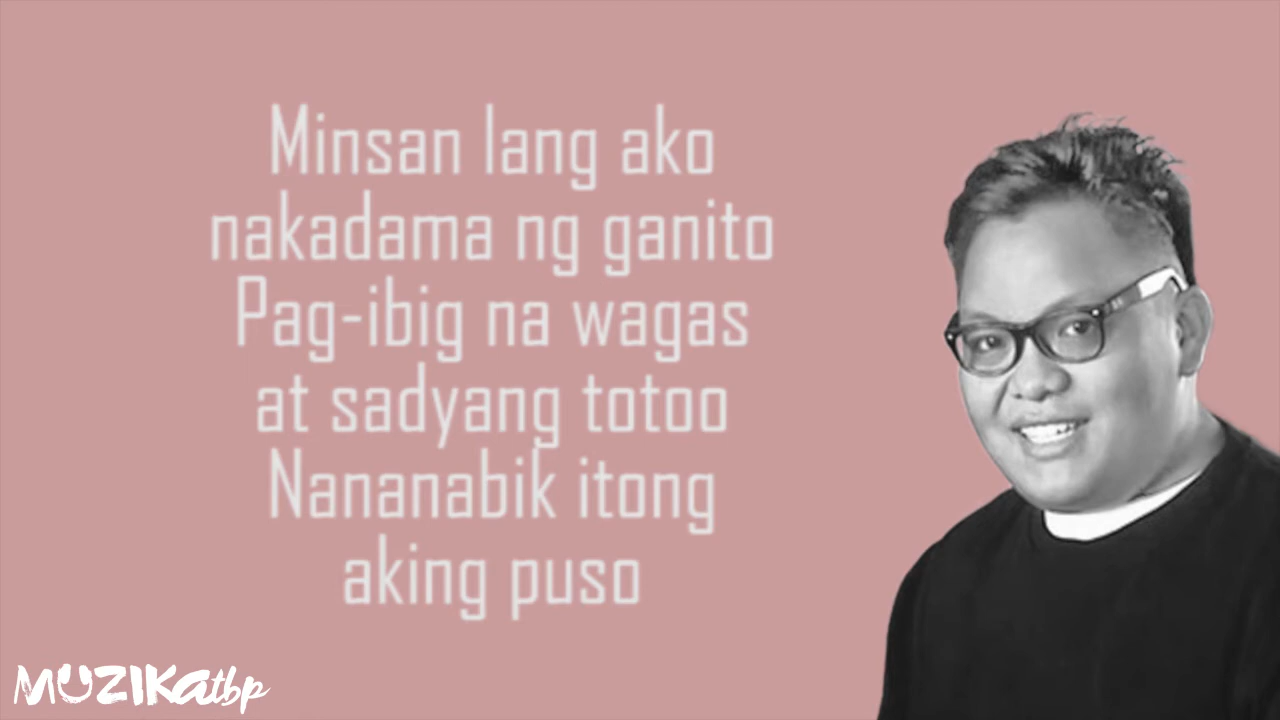 Minsan lang ako
nakadama ng ganito
Pag-ibig na wagas
at sadyang totoo
Nananabik itong
aking puso
MUZIKAtbp